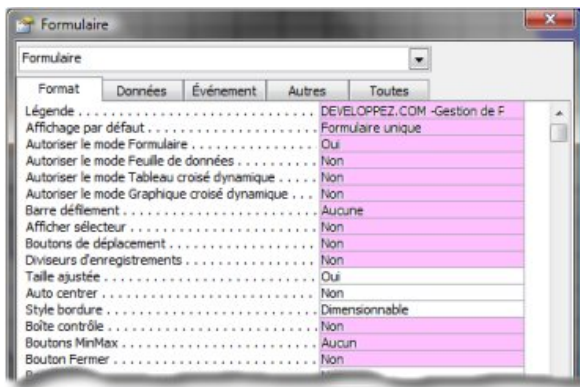 Formulaire
Formulaire
Format Données Événement Autres Toutes
Légende . . . . . . . . . . . . . . . . . . . . . . . . . . . . . . DEVELOPPEZ.COM -Gestion de F
Affichage par défaut . . . . . . . . . . . . . . . . . . . . . Formulaire unique
Autoriser le mode Formulaire . . . . . . . . . . . . . . . . Oui
Autoriser le mode Feuille de données . . . . . . . . . . Non
Autoriser le mode Tableau croisé dynamique . . . . . Non
Autoriser le mode Graphique croisé dynamique . . . Non
Barre défilement . . . . . . . . . . . . . . . . . . . . . . . . Aucune
Afficher sélecteur . . . . . . . . . . . . . . . . . . . . . . . Non
Boutons de déplacement . . . . . . . . . . . . . . . . . . . Non
Diviseurs d'enregistrements . . . . . . . . . . . . . . . . . Non
Taille ajustée . . . . . . . . . . . . . . . . . . . . . . . . . . . Oui
Auto centrer . . . . . . . . . . . . . . . . . . . . . . . . . . . . Non
Style bordure . . . . . . . . . . . . . . . . . . . . . . . . . . . Dimensionnable
Boîte contrôle . . . . . . . . . . . . . . . . . . . . . . . . . . Non
Boutons MinMax . . . . . . . . . . . . . . . . . . . . . . . . . Aucun
Bouton Fermer . . . . . . . . . . . . . . . . . . . . . . . . . . Non